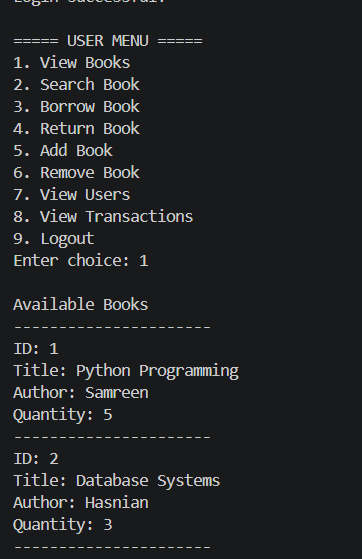 Login successful.
===== USER MENU =====
1. View Books
2. Search Book
3. Borrow Book
4. Return Book
5. Add Book
6. Remove Book
7. View Users
8. View Transactions
9. Logout
Enter choice: 1
Available Books
----------------------
ID: 1
Title: Python Programming
Author: Samreen
Quantity: 5
----------------------
ID: 2
Title: Database Systems
Author: Hasnian
Quantity: 3
----------------------